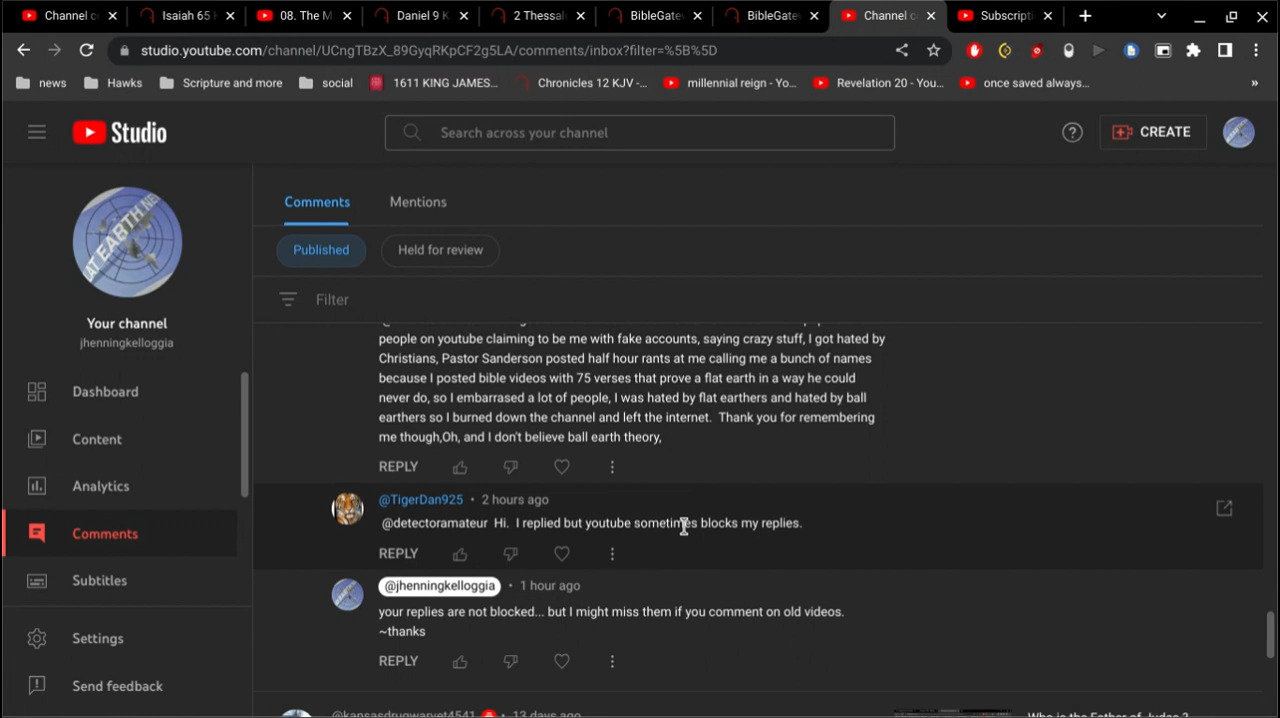 Channel c
Isaiah 65
08. The M
Daniel 9 K
2 Thessal
BibleGate
BibleGate
Channel c
Subscripti
studio.youtube.com/channel/UCngTBzX_89GyqRKpCF2g5LA/comments/inbox?filter=%5B%5D
news
Hawks
Scripture and more
social
1611 KING JAMES...
Chronicles 12 KJV -...
millennial reign - Yo...
Revelation 20 - You...
once saved always...
»
Studio
Search across your channel
CREATE
Your channel
jhenningkelloggia
Dashboard
Content
Analytics
Comments
Subtitles
Settings
Send feedback
Comments
Mentions
Published
Held for review
Filter
people on youtube claiming to be me with fake accounts, saying crazy stuff, I got hated by
Christians, Pastor Sanderson posted half hour rants at me calling me a bunch of names
because I posted bible videos with 75 verses that prove a flat earth in a way he could
never do, so I embarrased a lot of people, I was hated by flat earthers and hated by ball
earthers so I burned down the channel and left the internet.  Thank you for remembering
me though,Oh, and I don't believe ball earth theory,
REPLY
@TigerDan925 • 2 hours ago
@detectoramateur  Hi.  I replied but youtube sometimes blocks my replies.
REPLY
@jhenningkelloggia • 1 hour ago
your replies are not blocked... but I might miss them if you comment on old videos.
~thanks
REPLY
@kansasdrugwarvet4541 13 days ago
Who is the Father of Judge ?